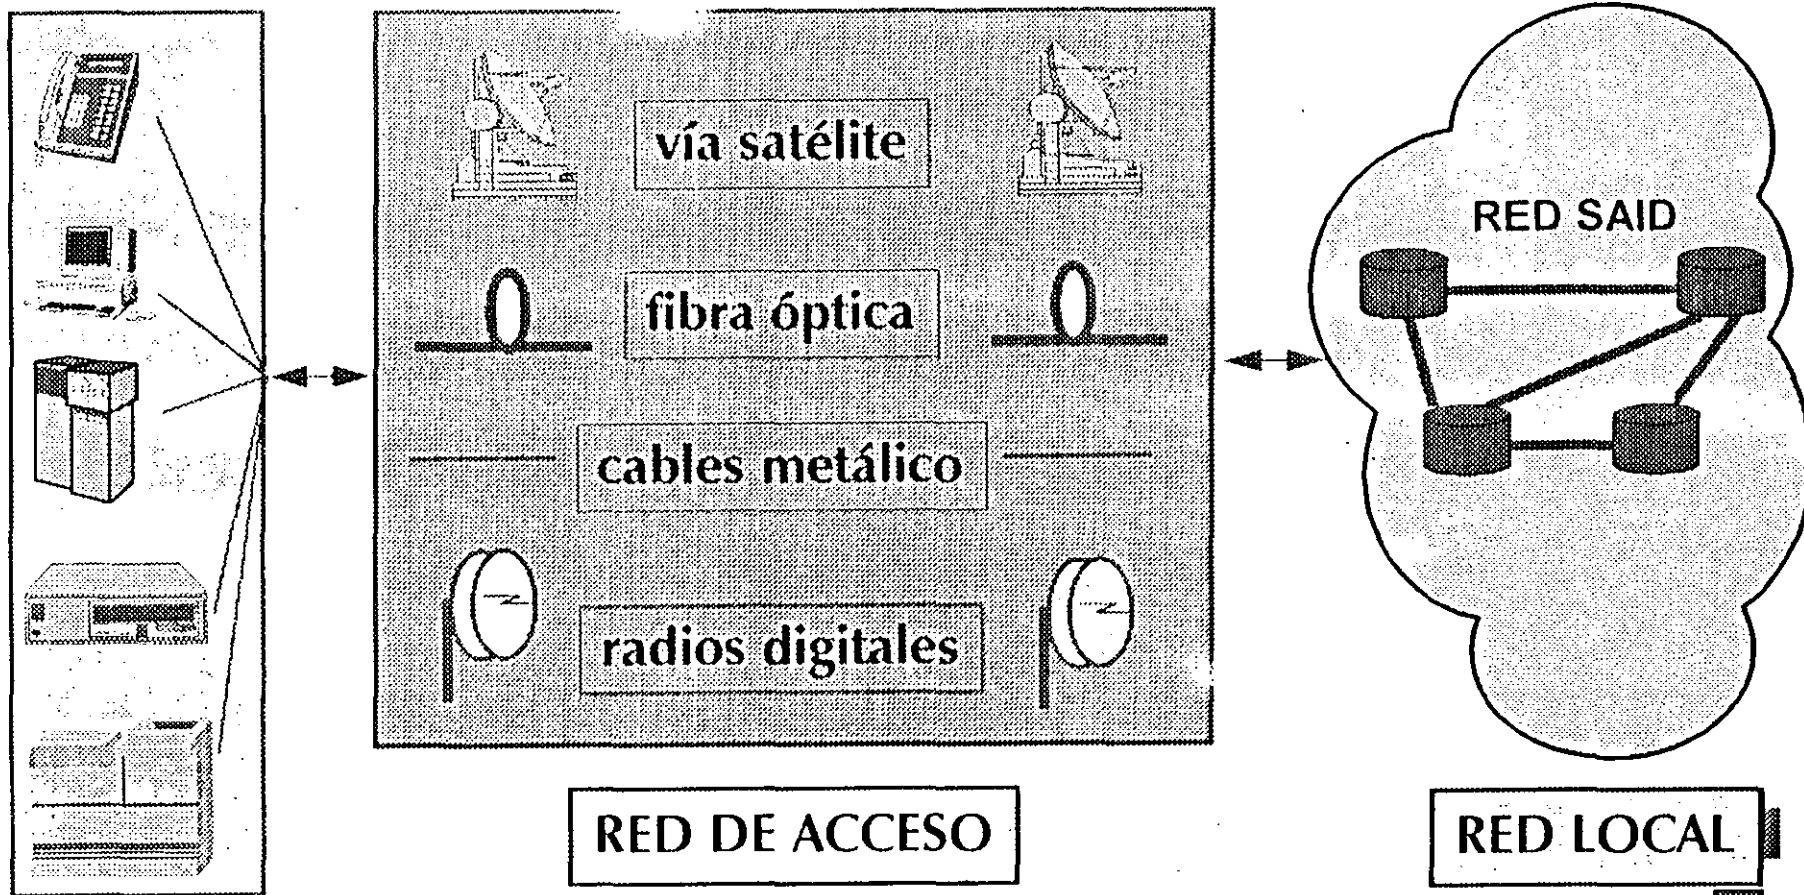 vía satélite
fibra óptica
cables metálico
radios digitales
RED SAID
RED DE ACCESO
RED LOCAL